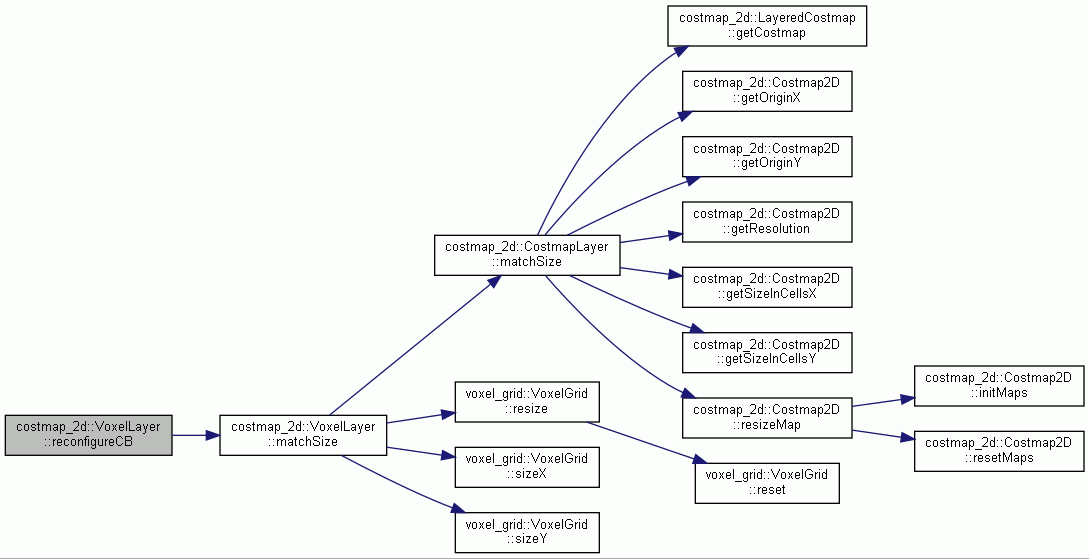 costmap_2d::LayeredCostmap
::getCostmap
costmap_2d::Costmap2D
::getOriginX
costmap_2d::Costmap2D
::getOriginY
costmap_2d::Costmap2D
::getResolution
costmap_2d::CostmapLayer
::matchSize
costmap_2d::Costmap2D
::getSizeInCellsX
costmap_2d::Costmap2D
::getSizeInCellsY
costmap_2d::Costmap2D
::initMaps
voxel_grid::VoxelGrid
::resize
costmap_2d::Costmap2D
::resizeMap
costmap_2d::VoxelLayer
::reconfigureCB
costmap_2d::VoxelLayer
::matchSize
costmap_2d::Costmap2D
::resetMaps
voxel_grid::VoxelGrid
::sizeX
voxel_grid::VoxelGrid
::reset
voxel_grid::VoxelGrid
::sizeY